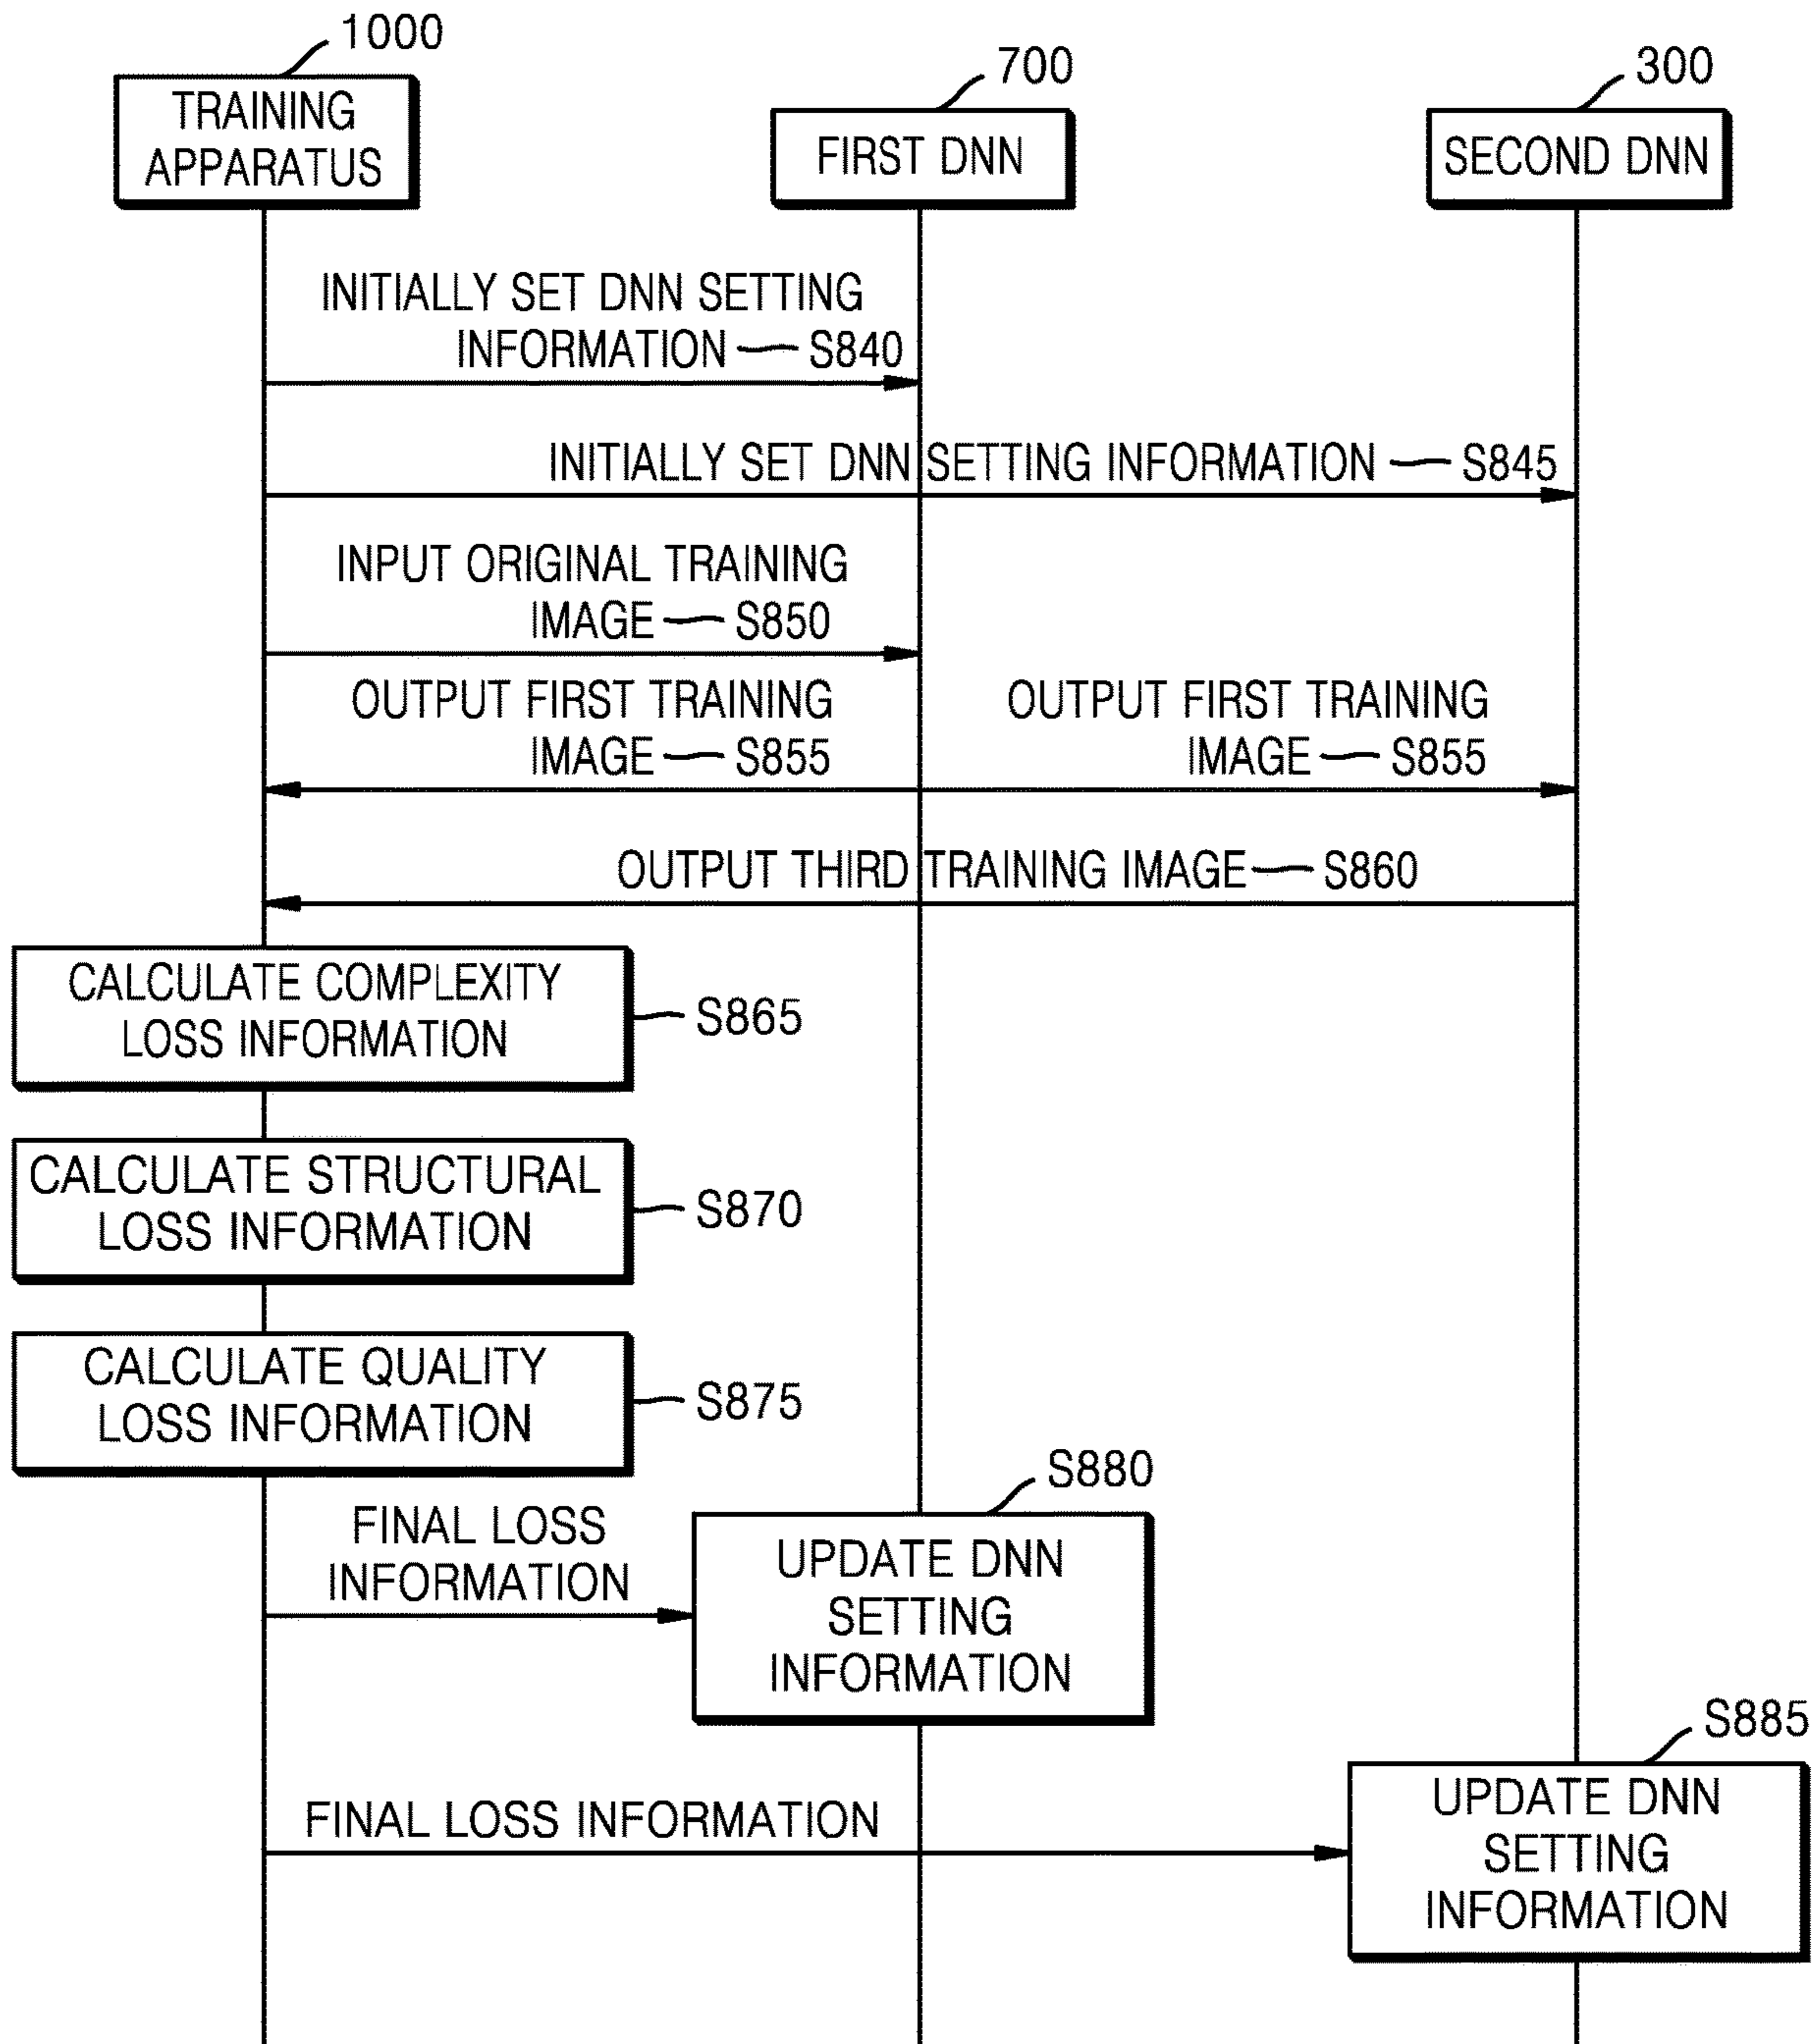 1000
700
300
TRAINING
APPARATUS
FIRST DNN
SECOND DNN
INITIALLY SET DNN SETTING
INFORMATION S840
INITIALLY SET DNN SETTING INFORMATION S845
INPUT ORIGINAL TRAINING
IMAGE S850
OUTPUT FIRST TRAINING
IMAGE S855
OUTPUT FIRST TRAINING
IMAGE S855
OUTPUT THIRD TRAINING IMAGE S860
CALCULATE COMPLEXITY
LOSS INFORMATION
S865
CALCULATE STRUCTURAL
LOSS INFORMATION
S870
CALCULATE QUALITY
LOSS INFORMATION
S875
FINAL LOSS
INFORMATION
S880
UPDATE DNN
SETTING
INFORMATION
FINAL LOSS INFORMATION
S885
UPDATE DNN
SETTING
INFORMATION